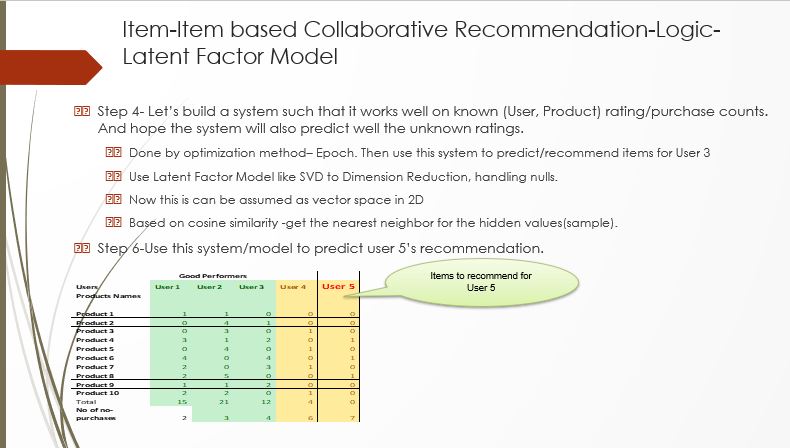 Item-Item based Collaborative Recommendation-Logic-
Latent Factor Model
Step 4- Let's build a system such that it works well on known (User, Product) rating/purchase counts.
And hope the system will also predict well the unknown ratings.
Done by optimization method– Epoch. Then use this system to predict/recommend items for User 3
Use Latent Factor Model like SVD to Dimension Reduction, handling nulls.
Now this is can be assumed as vector space in 2D
Based on cosine similarity -get the nearest neighbor for the hidden values(sample).
Step 6-Use this system/model to predict user 5's recommendation.
Good Performers
Users User 1 User 2 User 3 User 4 User 5
Products Names
Product 1 1 1 0 0 0
Product 2 0 4 1 0 0
Product 3 0 3 0 1 0
Product 4 3 1 2 0 1
Product 5 0 4 0 1 0
Product 6 4 0 4 0 1
Product 7 2 0 3 1 0
Product 8 2 5 0 0 1
Product 9 1 1 2 0 0
Product 10 2 2 0 1 0
Total 15 21 12 4 0
No of no-
purchases 2 3 4 6 7
Items to recommend for
User 5